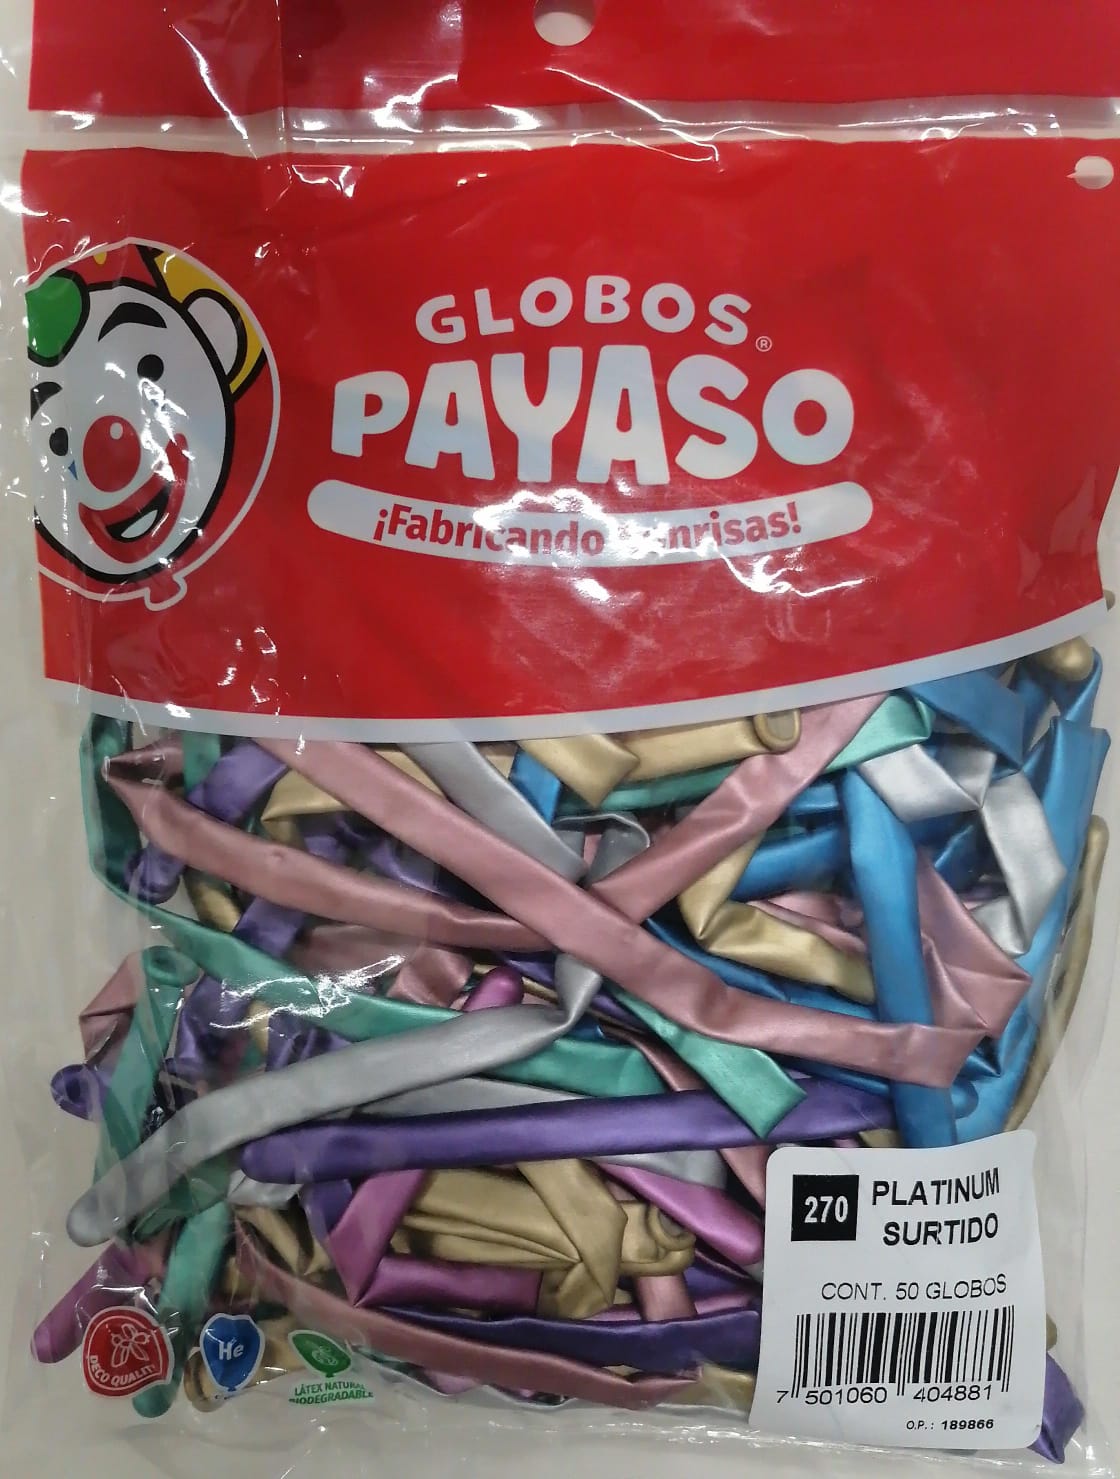 GLOBOS®
PAYASO
¡Fabricando Sonrisas!
270
PLATINUM
SURTIDO
CONT. 50 GLOBOS
7 501060 404881
O.P.: 189866
DECO QUALITY
He
LÁTEX NATURAL
BIODEGRADABLE